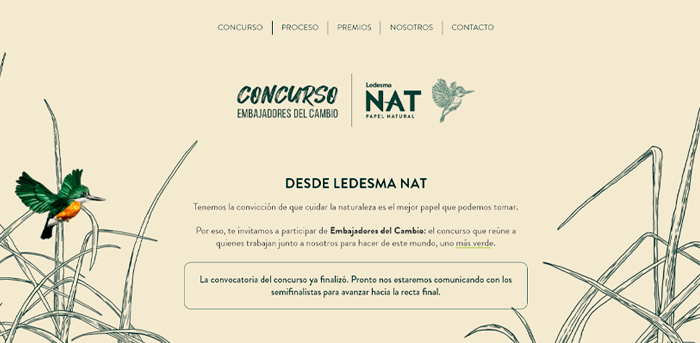 CONCURSO
PROCESO
PREMIOS
NOSOTROS
CONTACTO
CONCURSO
EMBAJADORES DEL CAMBIO
Ledesma
NAT
PAPEL NATURAL
DESDE LEDESMA NAT
Tenemos la convicción de que cuidar la naturaleza es el mejor papel que podemos tomar.
Por eso, te invitamos a participar de Embajadores del Cambio: el concurso que reúne a
quienes trabajan junto a nosotros para hacer de este mundo, uno más verde.
La convocatoria del concurso ya finalizó. Pronto nos estaremos comunicando con los
semifinalistas para avanzar hacia la recta final.